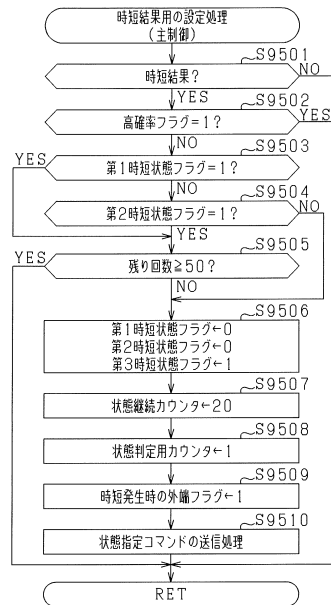 時短結果用の設定処理
(主制御)
S9501
時短結果?
NO
YES
S9502
高確率フラグ=1?
YES
NO
S9503
YES
第1時短状態フラグ=1?
NO
S9504
第2時短状態フラグ=1?
NO
YES
S9505
YES
残り回数≧50?
NO
S9506
第1時短状態フラグ←0
第2時短状態フラグ←0
第3時短状態フラグ←1
S9507
状態継続カウンタ←20
S9508
状態判定用カウンタ←1
S9509
時短発生時の外端フラグ←1
S9510
状態指定コマンドの送信処理
RET